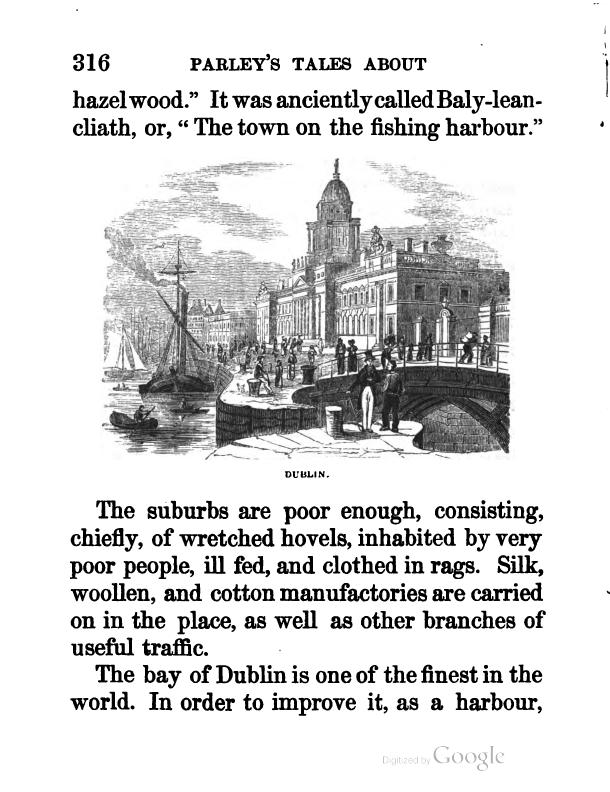 316 PARLEY'S TALES ABOUT
hazel wood." It was anciently called Baly-lean-
cliath, or, "The town on the fishing harbour."
DUBLIN.
The suburbs are poor enough, consisting,
chiefly, of wretched hovels, inhabited by very
poor people, ill fed, and clothed in rags. Silk,
woollen, and cotton manufactories are carried
on in the place, as well as other branches of
useful traffic.
The bay of Dublin is one of the finest in the
world. In order to improve it, as a harbour,
Digitized by Google